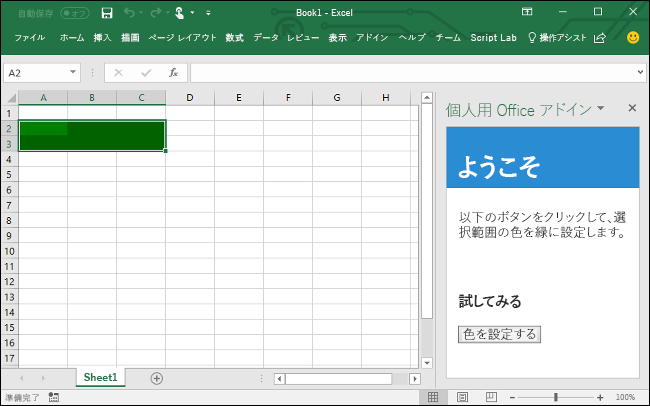 自動保存 オフ Book1 - Excel
ファイル ホーム 挿入 描画 ページ レイアウト 数式 データ レビュー 表示 アドイン ヘルプ チーム Script Lab 操作アシスト
A2 fx
A B C D E F G H
1
2
3
4
5
6
7
8
9
10
11
12
13
14
15
16
17
個人用 Office アドイン
ようこそ
以下のボタンをクリックして、選
択範囲の色を緑に設定します。
試してみる
色を設定する
Sheet1
準備完了 100%